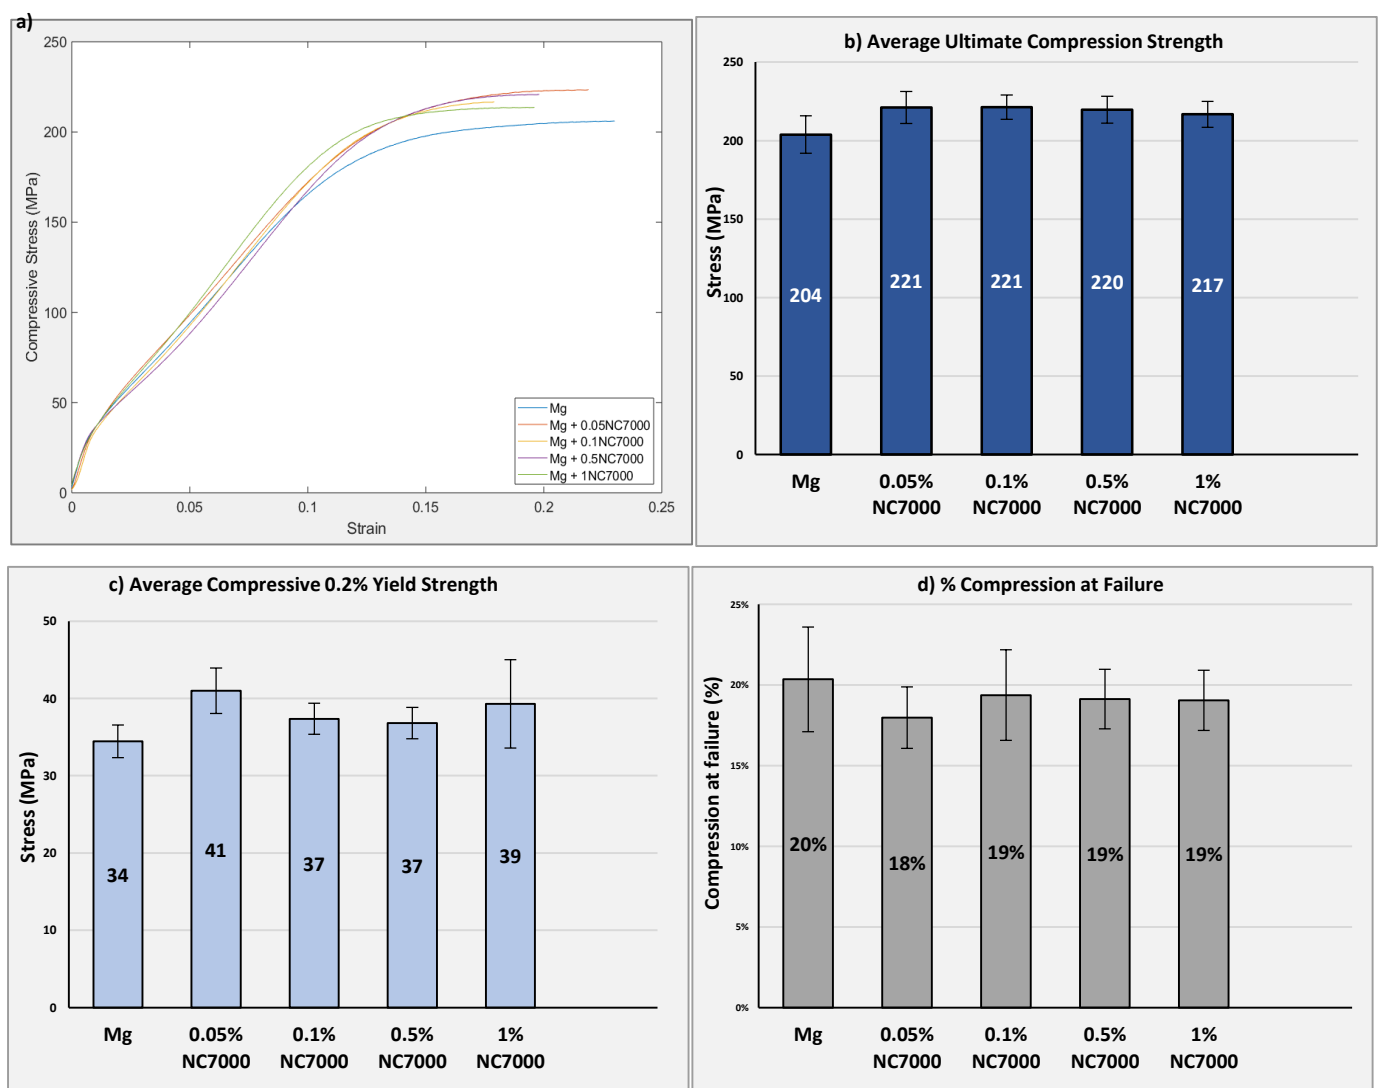 a)
250
200
150
100
50
0
Compressive Stress (MPa)
0
0.05
0.1
0.15
0.2
0.25
Strain
Mg
Mg + 0.05NC7000
Mg + 0.1NC7000
Mg + 0.5NC7000
Mg + 1NC7000
b) Average Ultimate Compression Strength
250
200
150
100
50
0
Stress (MPa)
204
221
221
220
217
Mg
0.05%
NC7000
0.1%
NC7000
0.5%
NC7000
1%
NC7000
c) Average Compressive 0.2% Yield Strength
50
40
30
20
10
0
Stress (MPa)
34
41
37
37
39
Mg
0.05%
NC7000
0.1%
NC7000
0.5%
NC7000
1%
NC7000
d) % Compression at Failure
25%
20%
15%
10%
5%
0%
Compression at failure (%)
20%
18%
19%
19%
19%
Mg
0.05%
NC7000
0.1%
NC7000
0.5%
NC7000
1%
NC7000